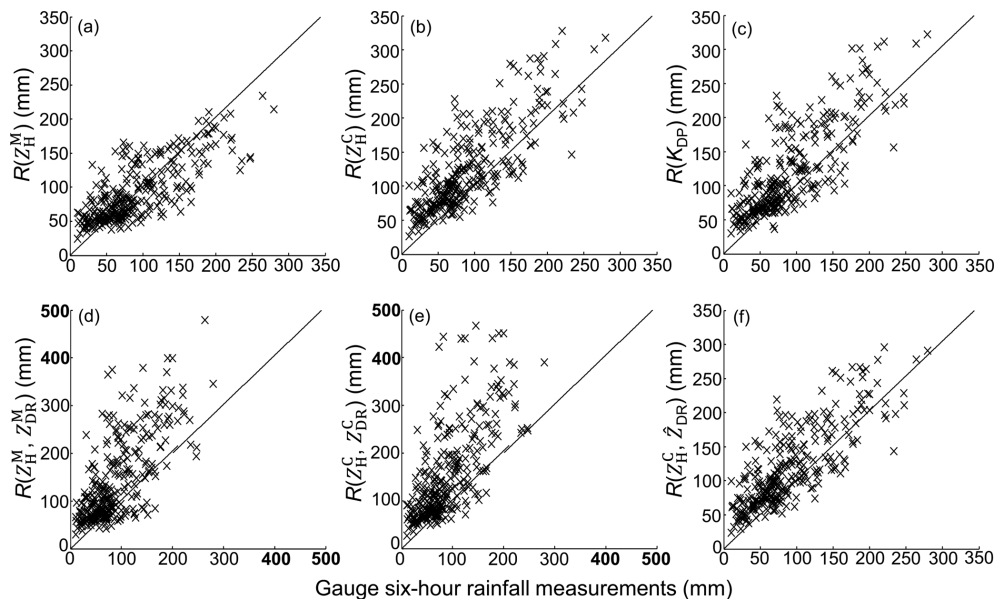 (a)
R(Z_H^M) (mm)
350
300
250
200
150
100
50
0
0 50 100 150 200 250 300 350
(b)
R(Z_H^C) (mm)
350
300
250
200
150
100
50
0
0 50 100 150 200 250 300 350
(c)
R(K_DP) (mm)
350
300
250
200
150
100
50
0
0 50 100 150 200 250 300 350
(d)
R(Z_H^M, Z_DR^M) (mm)
500
400
300
200
100
0
0 100 200 300 400 500
(e)
R(Z_H^C, Z_DR^C) (mm)
500
400
300
200
100
0
0 100 200 300 400 500
(f)
R(Z_H^C, Ẑ_DR) (mm)
350
300
250
200
150
100
50
0
0 50 100 150 200 250 300 350
Gauge six-hour rainfall measurements (mm)